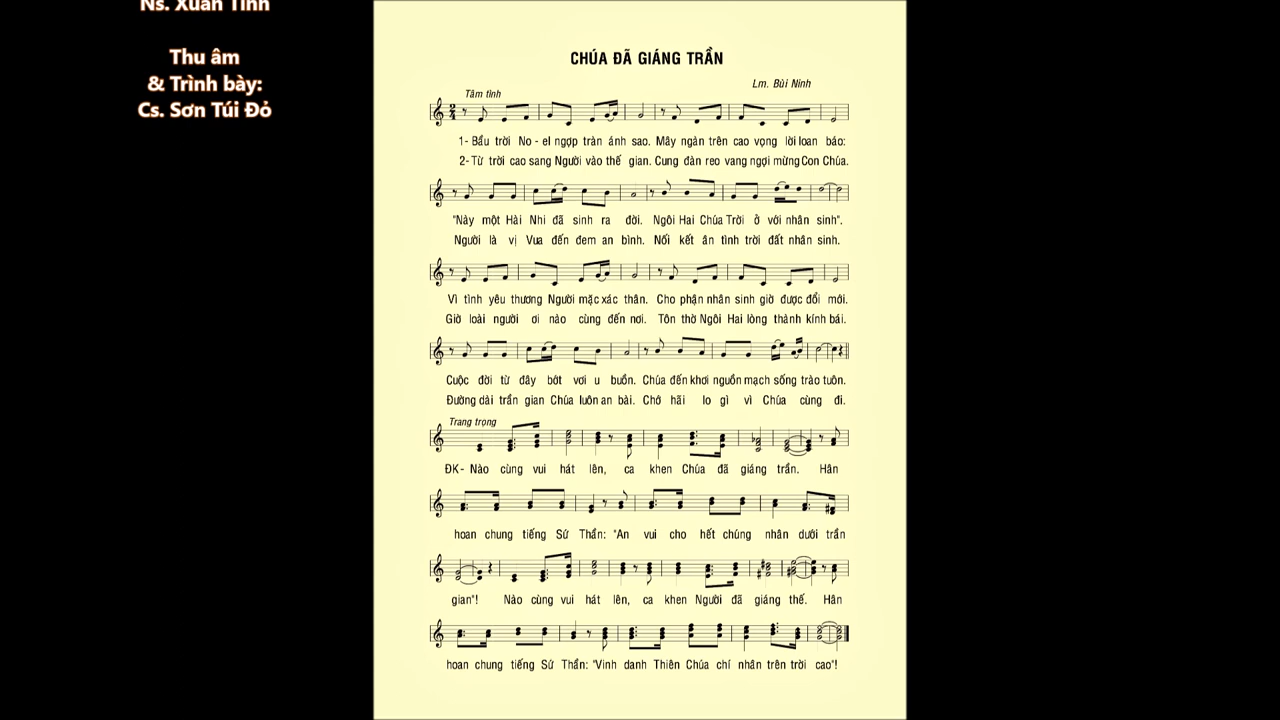 Ns. Xuân Tình
Thu âm
& Trình bày:
Cs. Sơn Túi Đỏ
CHÚA ĐÃ GIÁNG TRẦN
Lm. Bùi Ninh
Tâm tình
1- Bầu trời No - el ngợp tràn ánh sao. Mây ngàn trên cao vọng lời loan báo:
2- Từ trời cao sang Người vào thế gian. Cung đàn reo vang ngợi mừng Con Chúa.
"Này một Hài Nhi đã sinh ra đời. Ngôi Hai Chúa Trời ở với nhân sinh".
Người là vị Vua đến đem an bình. Nối kết ân tình trời đất nhân sinh.
Vì tình yêu thương Người mặc xác thân. Cho phận nhân sinh giờ được đổi mới.
Giờ loài người ơi nào cùng đến nơi. Tôn thờ Ngôi Hai lòng thành kính bái.
Cuộc đời từ đây bớt vơi u buồn. Chúa đến khơi nguồn mạch sống trào tuôn.
Đường dài trần gian Chúa luôn an bài. Chớ hãi lo gì vì Chúa cùng đi.
Trang trọng
ĐK- Nào cùng vui hát lên, ca khen Chúa đã giáng trần. Hân
hoan chung tiếng Sứ Thần: "An vui cho hết chúng nhân dưới trần
gian"! Nào cùng vui hát lên, ca khen Người đã giáng thế. Hân
hoan chung tiếng Sứ Thần: "Vinh danh Thiên Chúa chí nhân trên trời cao"!